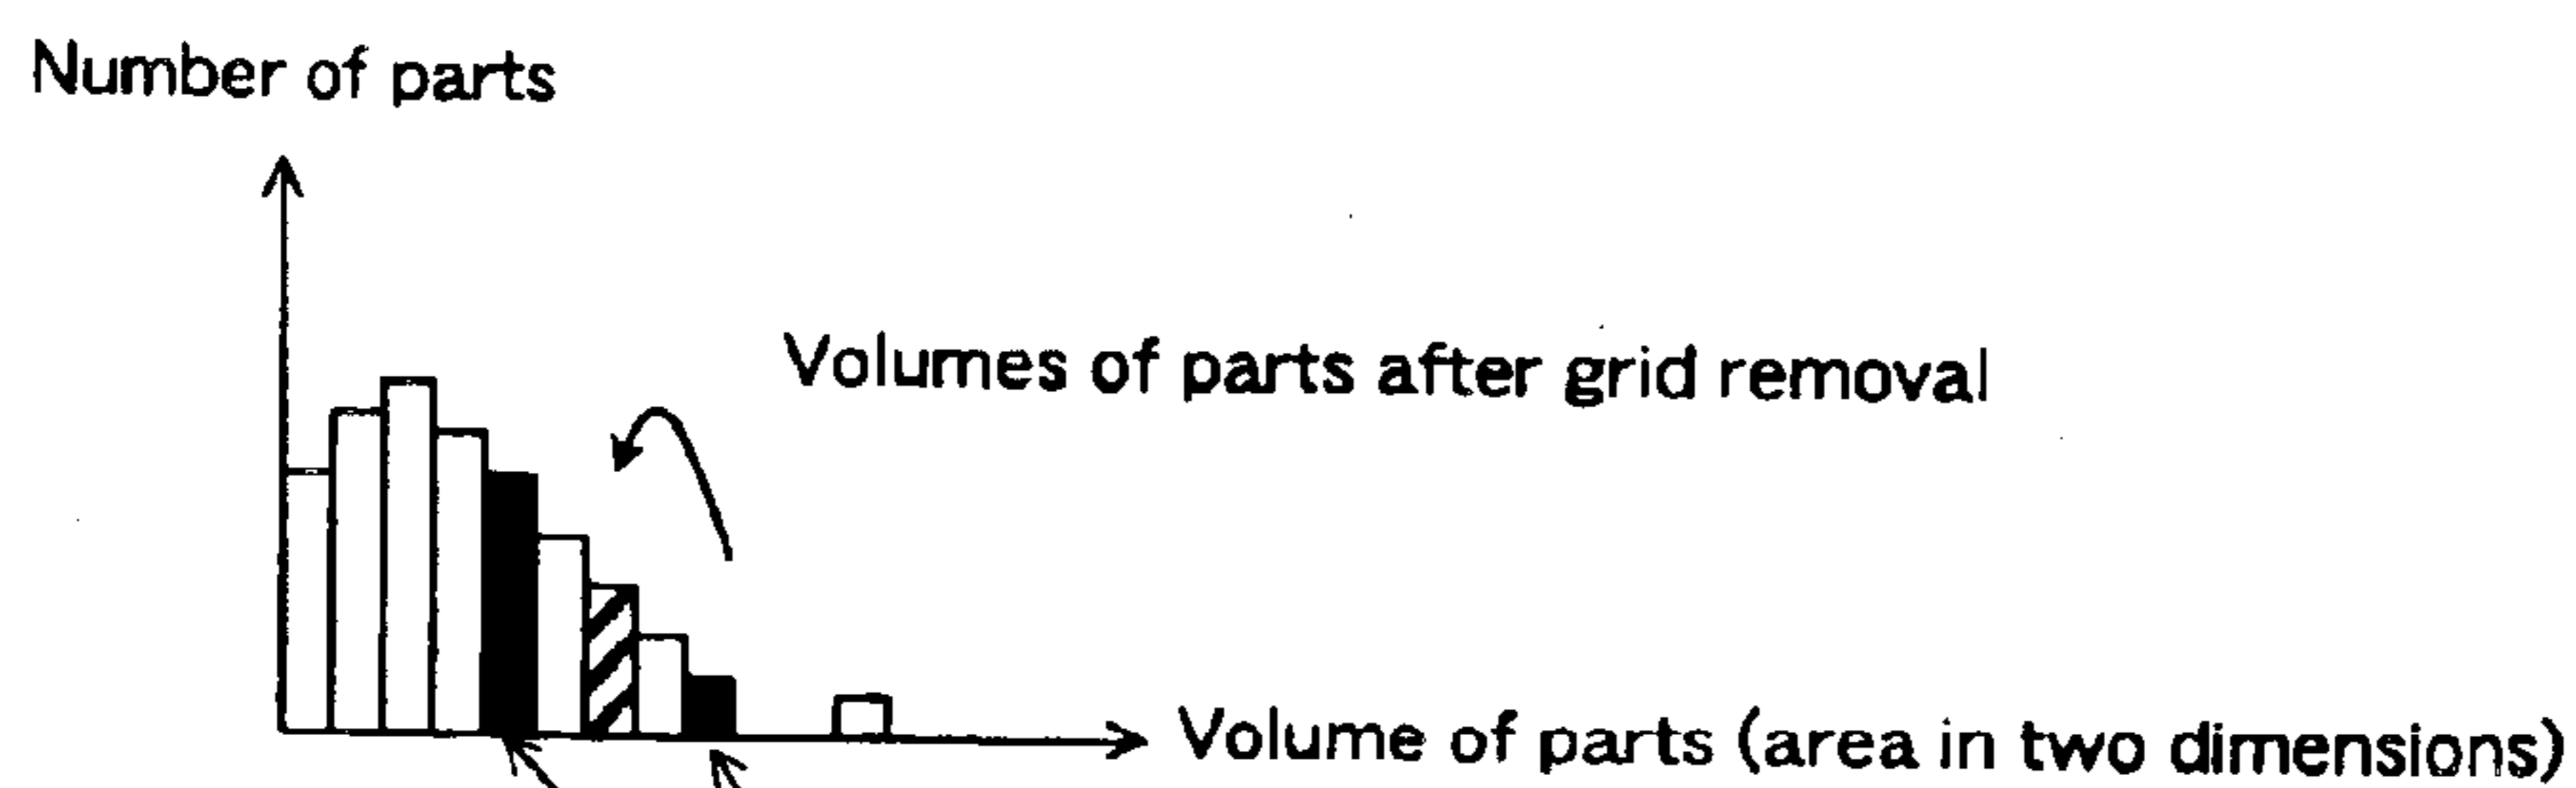 Number of parts
Volumes of parts after grid removal
Volume of parts (area in two dimensions)